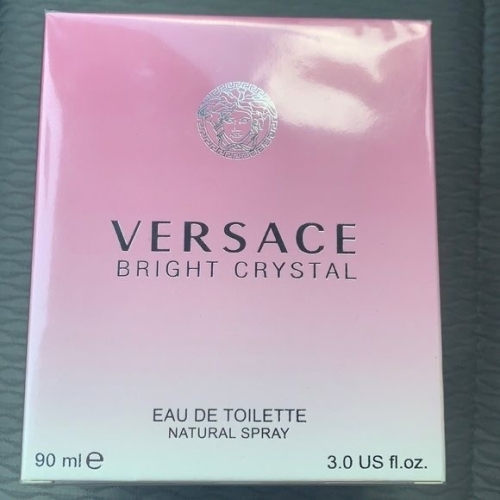 VERSACE
BRIGHT CRYSTAL
EAU DE TOILETTE
NATURAL SPRAY
90 ml ℮ 3.0 US fl.oz.